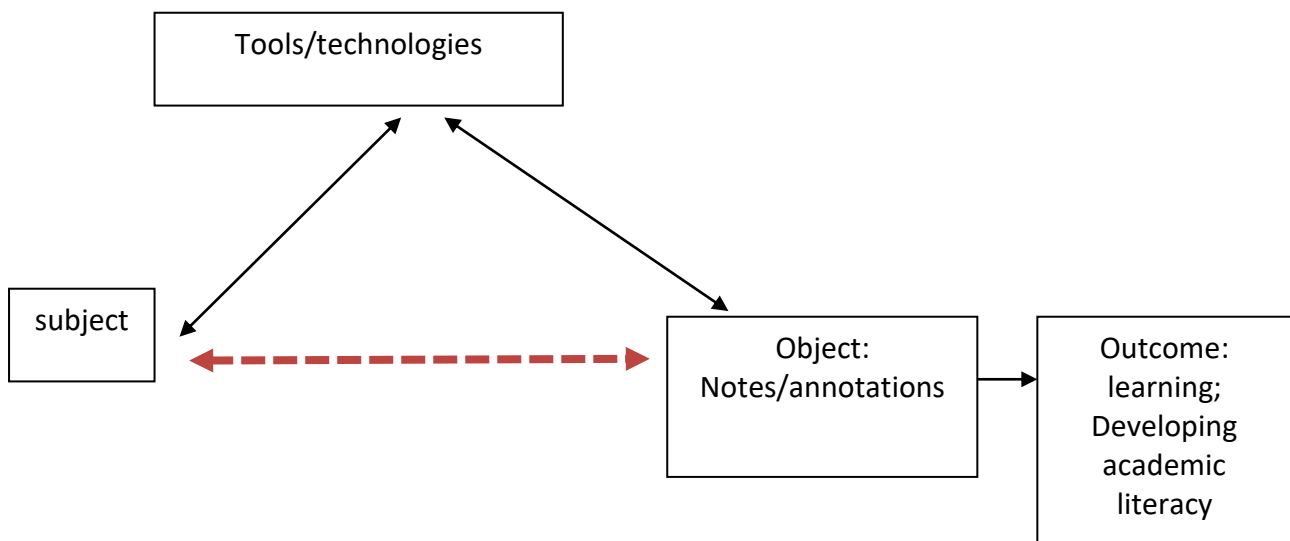 Tools/technologies
subject
Object:
Notes/annotations
Outcome:
learning;
Developing
academic
literacy